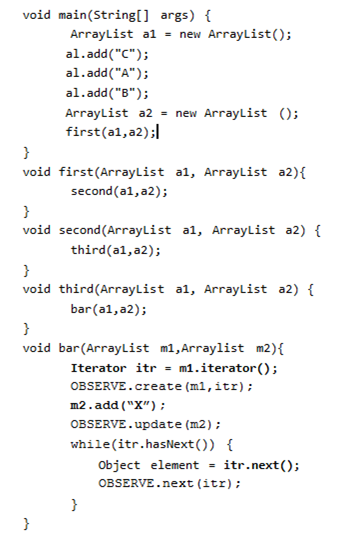 void main(String[] args) {
ArrayList a1 = new ArrayList();
al.add("C");
al.add("A");
al.add("B");
ArrayList a2 = new ArrayList ();
first(a1,a2);
}
void first(ArrayList a1, ArrayList a2){
second(a1,a2);
}
void second(ArrayList a1, ArrayList a2) {
third(a1,a2);
}
void third(ArrayList a1, ArrayList a2) {
bar(a1,a2);
}
void bar(ArrayList m1,Arraylist m2){
Iterator itr = m1.iterator();
OBSERVE.create(m1,itr);
m2.add(“X”);
OBSERVE.update(m2);
while(itr.hasNext()) {
Object element = itr.next();
OBSERVE.next(itr);
}
}